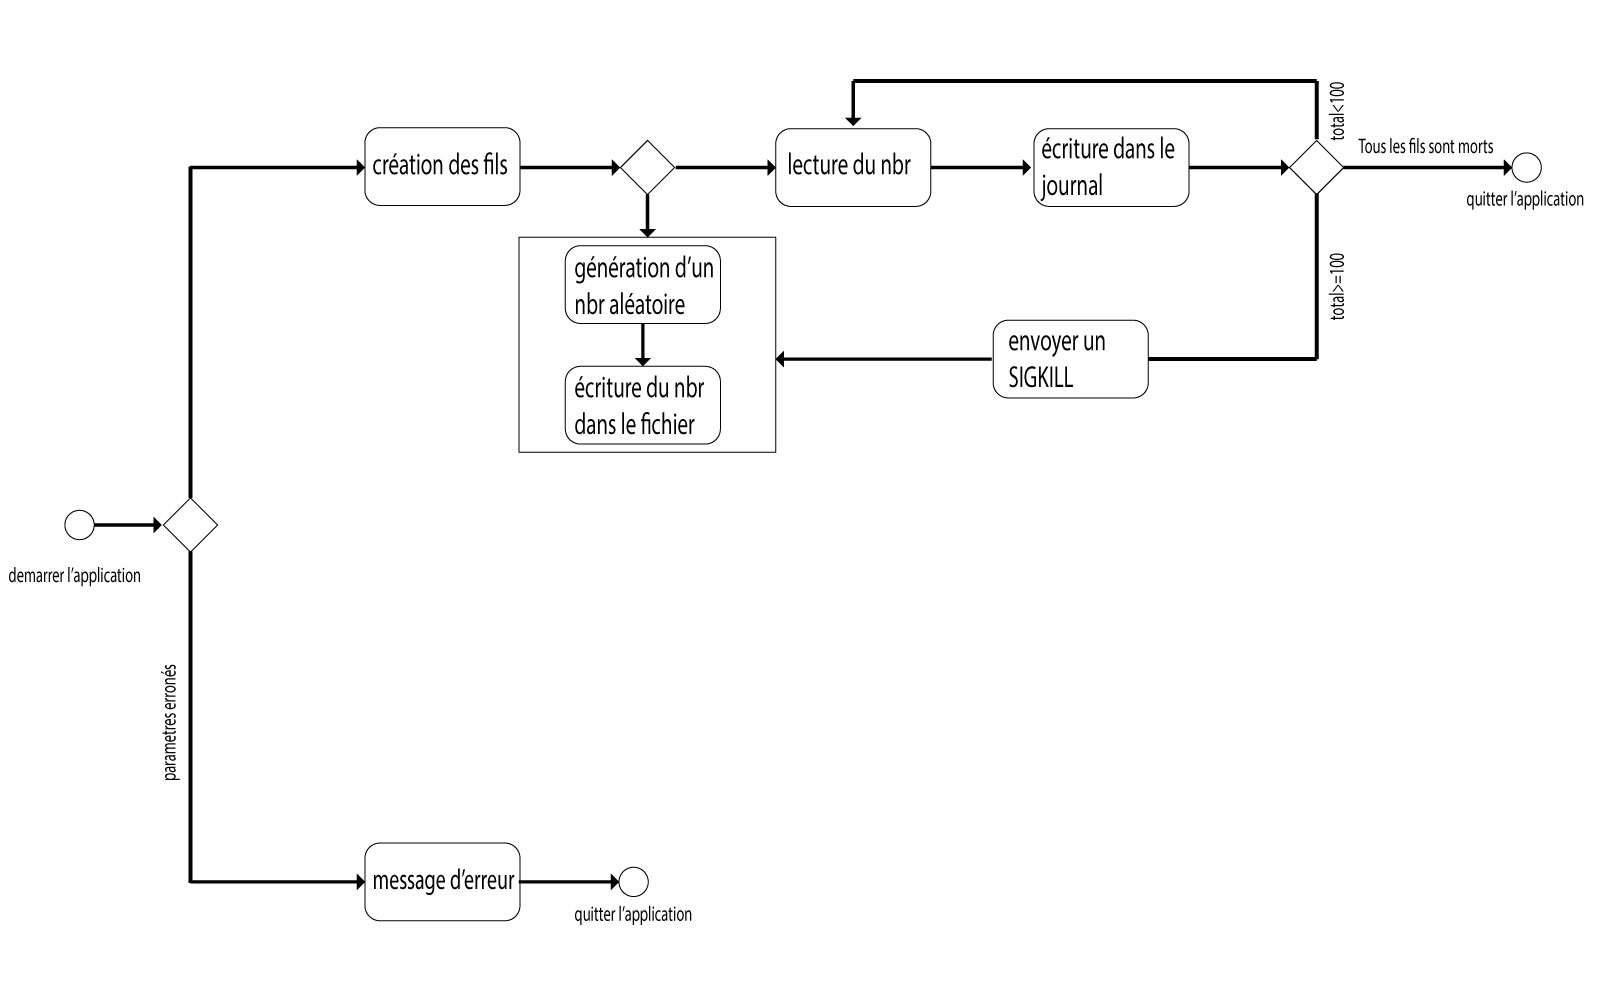 total<100
création des fils
lecture du nbr
écriture dans le
journal
Tous les fils sont morts
quitter l'application
génération d'un
nbr aléatoire
total>=100
envoyer un
SIGKILL
écriture du nbr
dans le fichier
demarrer l'application
parametres erronés
message d'erreur
quitter l'application